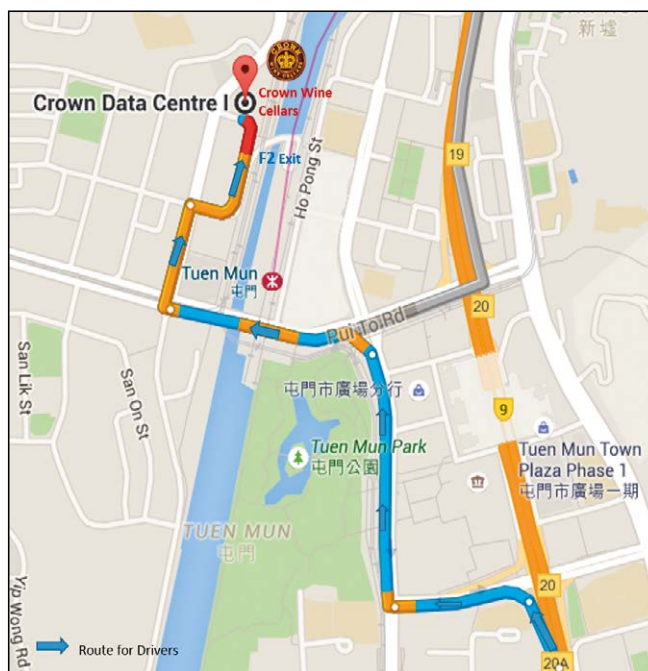 新墟
CROWN
WINE CELLARS
Crown Wine
Cellars
Crown Data Centre I
F2 Exit
Ho Pong St
19
Tuen Mun
屯門
20
Pui To Rd
San Lik St
San On St
屯門市廣場分行
9
Tuen Mun Park
屯門公園
Tuen Mun Town
Plaza Phase 1
屯門市廣場一期
TUEN MUN
屯門
20
Yip Wong Rd
Route for Drivers
20A